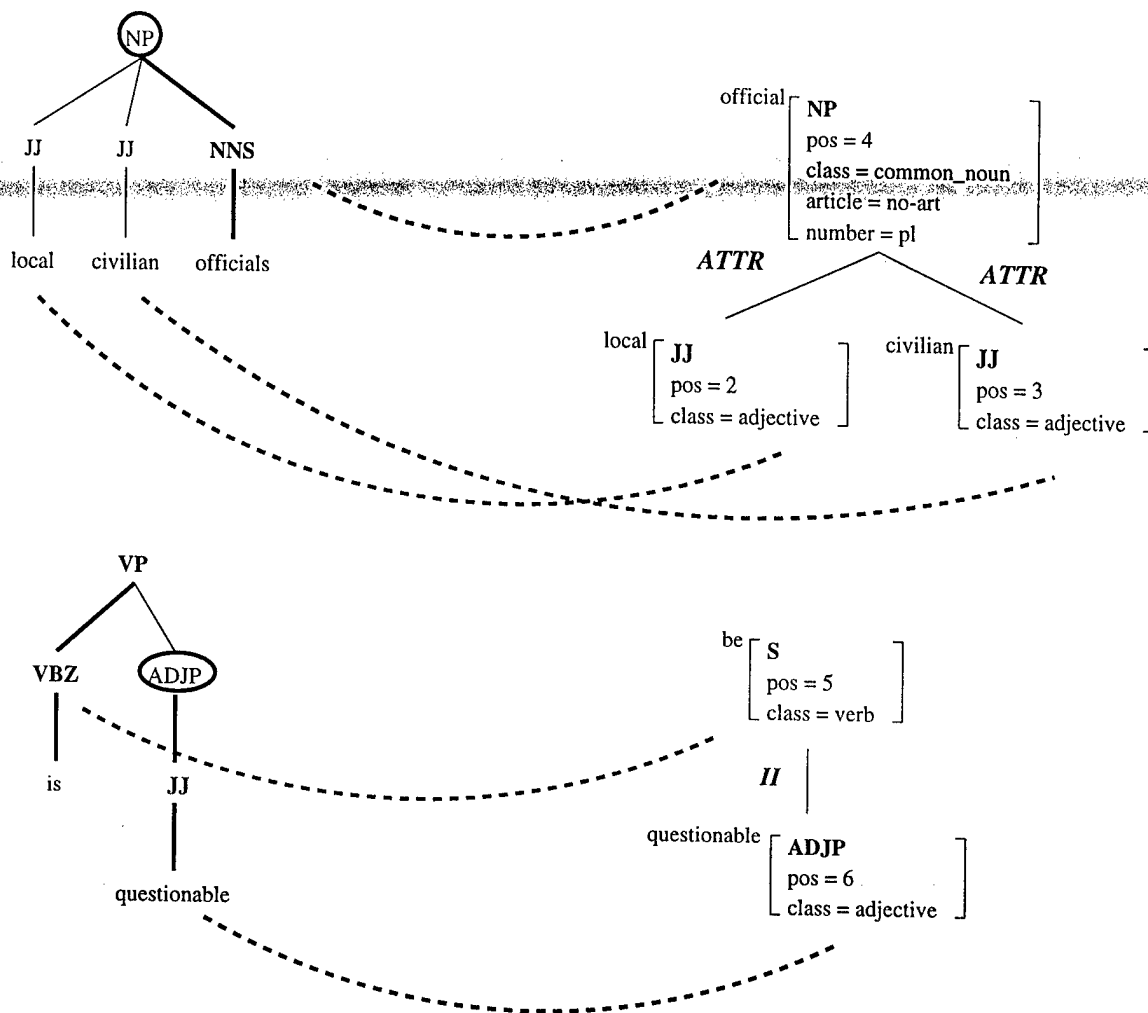 NP
JJ JJ NNS
local civilian officials
official NP
pos = 4
class = common_noun
article = no-art
number = pl
ATTR ATTR
local JJ
pos = 2
class = adjective
civilian JJ
pos = 3
class = adjective
VP
VBZ ADJP
is JJ
questionable
be S
pos = 5
class = verb
II
questionable ADJP
pos = 6
class = adjective